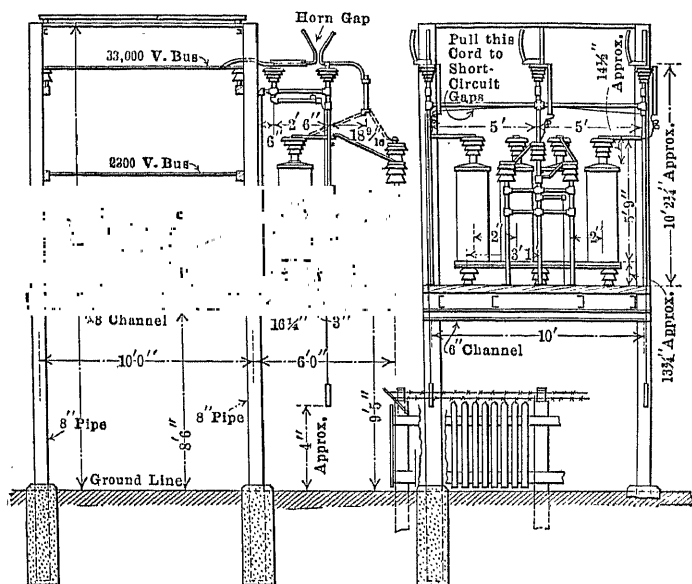 Horn Gap
33,000 V. Bus
Pull this
Cord to
Short-
Circuit
Gaps
14½"
Approx.
2'6"
6"
18 9/16
5'
5'
2300 V. Bus
10' 2¾" Approx.
5'9"
2'
2'
3'1
8 Channel
16¼"
3"
10'0"
6'0"
10'
6" Channel
13¾" Approx.
8" Pipe
8" Pipe
8'6"
4"
Approx.
9'5"
Ground Line